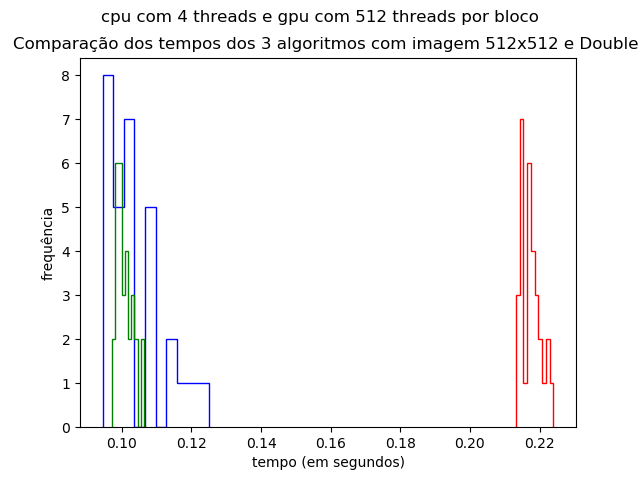 cpu com 4 threads e gpu com 512 threads por bloco
Comparação dos tempos dos 3 algoritmos com imagem 512x512 e Double
8
7
6
5
4
3
2
1
0
frequência
0.10 0.12 0.14 0.16 0.18 0.20 0.22
tempo (em segundos)